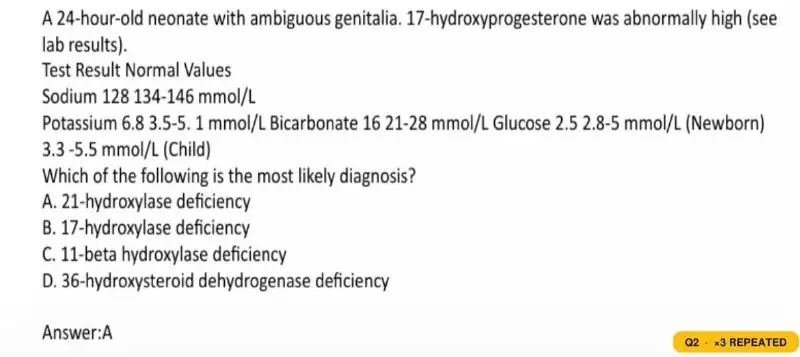 A 24-hour-old neonate with ambiguous genitalia. 17-hydroxyprogesterone was abnormally high (see
lab results).
Test Result Normal Values
Sodium 128 134-146 mmol/L
Potassium 6.8 3.5-5. 1 mmol/L Bicarbonate 16 21-28 mmol/L Glucose 2.5 2.8-5 mmol/L (Newborn)
3.3 -5.5 mmol/L (Child)
Which of the following is the most likely diagnosis?
A. 21-hydroxylase deficiency
B. 17-hydroxylase deficiency
C. 11-beta hydroxylase deficiency
D. 36-hydroxysteroid dehydrogenase deficiency
Answer:A
Q2 · ×3 REPEATED